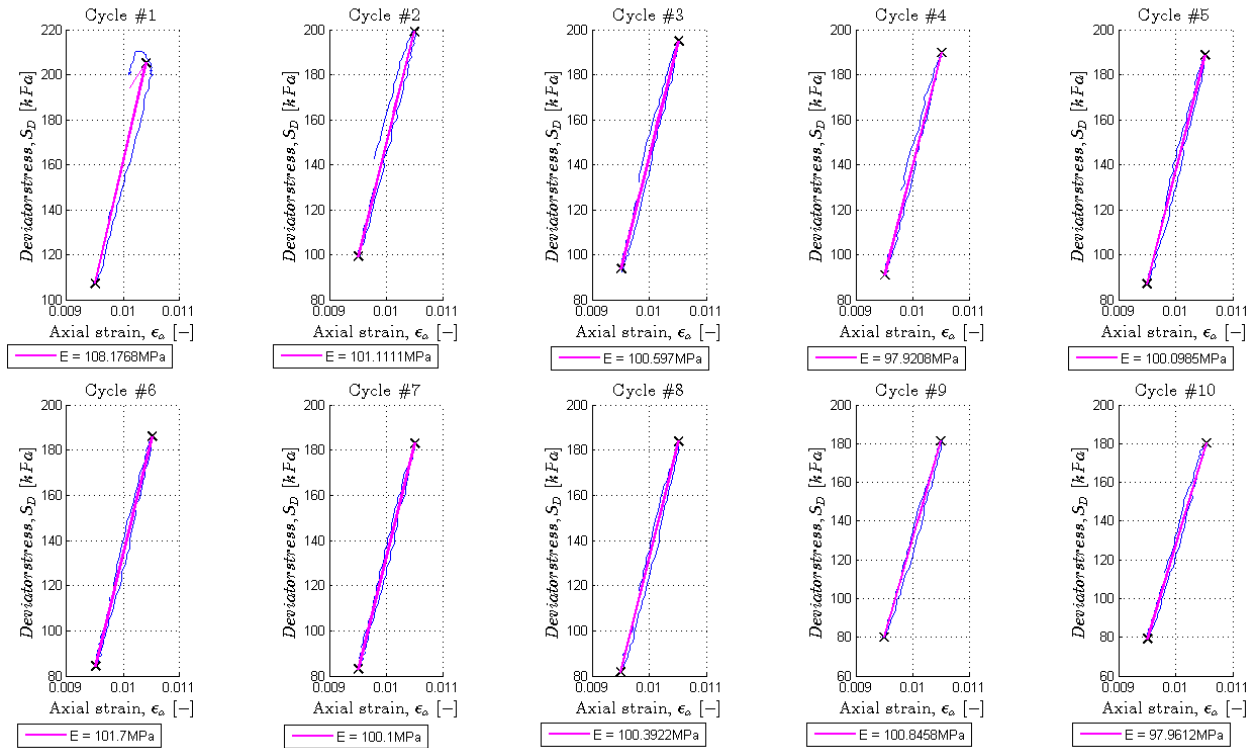 Cycle #1
Cycle #2
Cycle #3
Cycle #4
Cycle #5
220
200
180
160
140
120
100
Deviatorstress, S_D [kPa]
0.009 0.01 0.011
Axial strain, ϵ_a [−]
E = 108.1768MPa
200
180
160
140
120
100
80
Deviatorstress, S_D [kPa]
0.009 0.01 0.011
Axial strain, ϵ_a [−]
E = 101.1111MPa
200
180
160
140
120
100
80
Deviatorstress, S_D [kPa]
0.009 0.01 0.011
Axial strain, ϵ_a [−]
E = 100.597MPa
200
180
160
140
120
100
80
Deviatorstress, S_D [kPa]
0.009 0.01 0.011
Axial strain, ϵ_a [−]
E = 97.9208MPa
200
180
160
140
120
100
80
Deviatorstress, S_D [kPa]
0.009 0.01 0.011
Axial strain, ϵ_a [−]
E = 100.0985MPa
Cycle #6
Cycle #7
Cycle #8
Cycle #9
Cycle #10
200
180
160
140
120
100
80
Deviatorstress, S_D [kPa]
0.009 0.01 0.011
Axial strain, ϵ_a [−]
E = 101.7MPa
200
180
160
140
120
100
80
Deviatorstress, S_D [kPa]
0.009 0.01 0.011
Axial strain, ϵ_a [−]
E = 100.1MPa
200
180
160
140
120
100
80
Deviatorstress, S_D [kPa]
0.009 0.01 0.011
Axial strain, ϵ_a [−]
E = 100.3922MPa
200
180
160
140
120
100
80
60
Deviatorstress, S_D [kPa]
0.009 0.01 0.011
Axial strain, ϵ_a [−]
E = 100.8458MPa
200
180
160
140
120
100
80
60
Deviatorstress, S_D [kPa]
0.009 0.01 0.011
Axial strain, ϵ_a [−]
E = 97.9612MPa